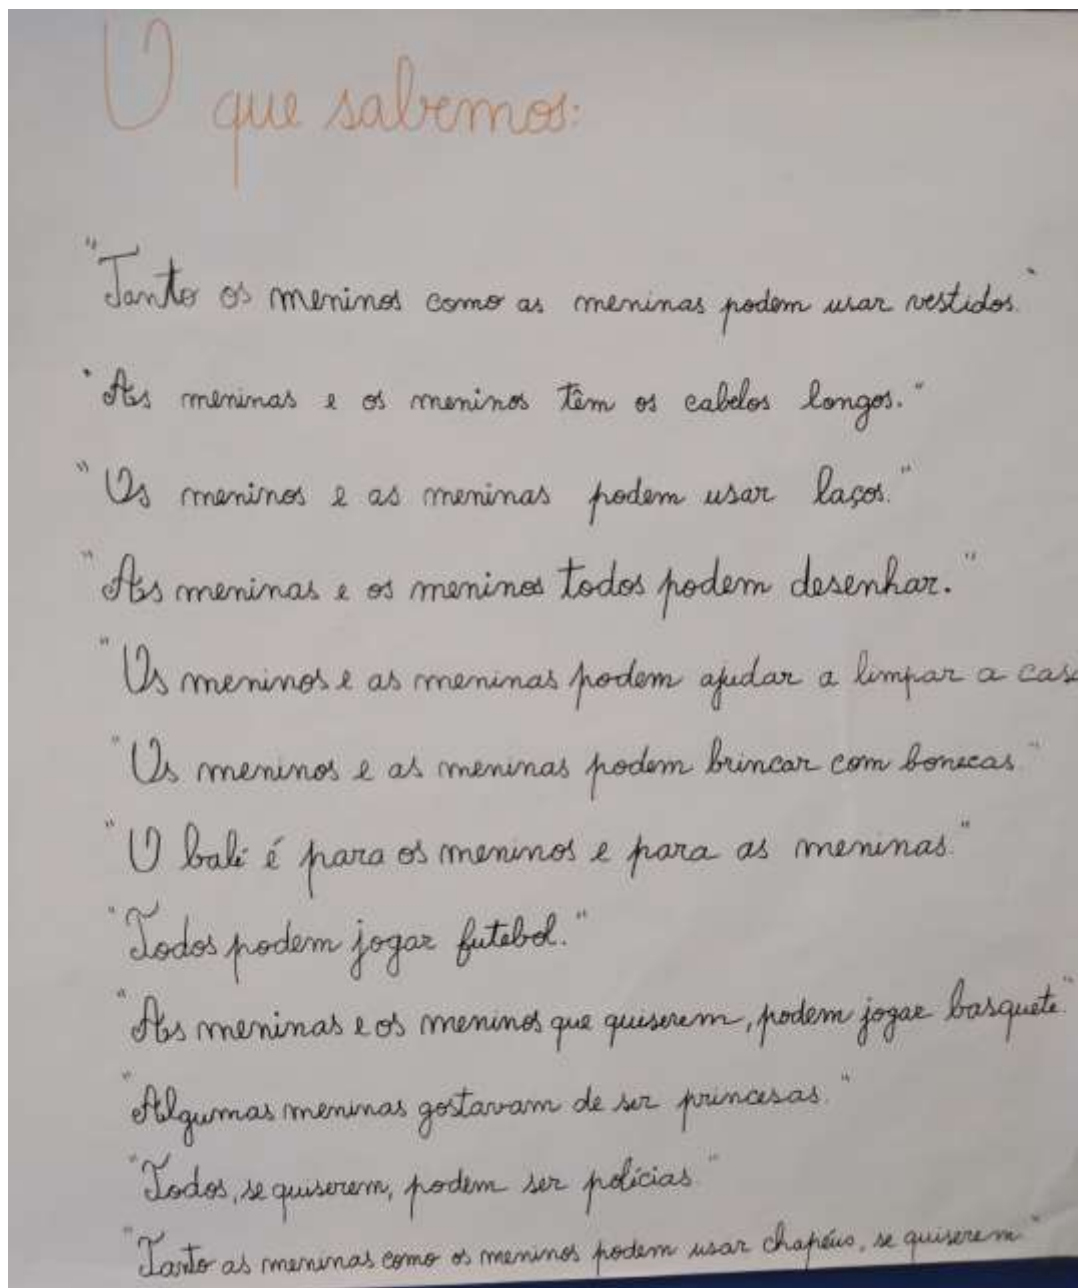 O que sabemos:
"Tanto os meninos como as meninas podem usar vestidos."
"As meninas e os meninos têm os cabelos longos."
"Os meninos e as meninas podem usar laços."
"As meninas e os meninos todos podem desenhar."
"Os meninos e as meninas podem ajudar a limpar a casa
"Os meninos e as meninas podem brincar com bonecas"
"O balé é para os meninos e para as meninas."
"Todos podem jogar futebol."
"As meninas e os meninos que quiserem, podem jogar basquete."
"Algumas meninas gostavam de ser princesas."
"Todos, se quiserem, podem ser polícias"
"Tanto as meninas como os meninos podem usar chapéus, se quiserem"